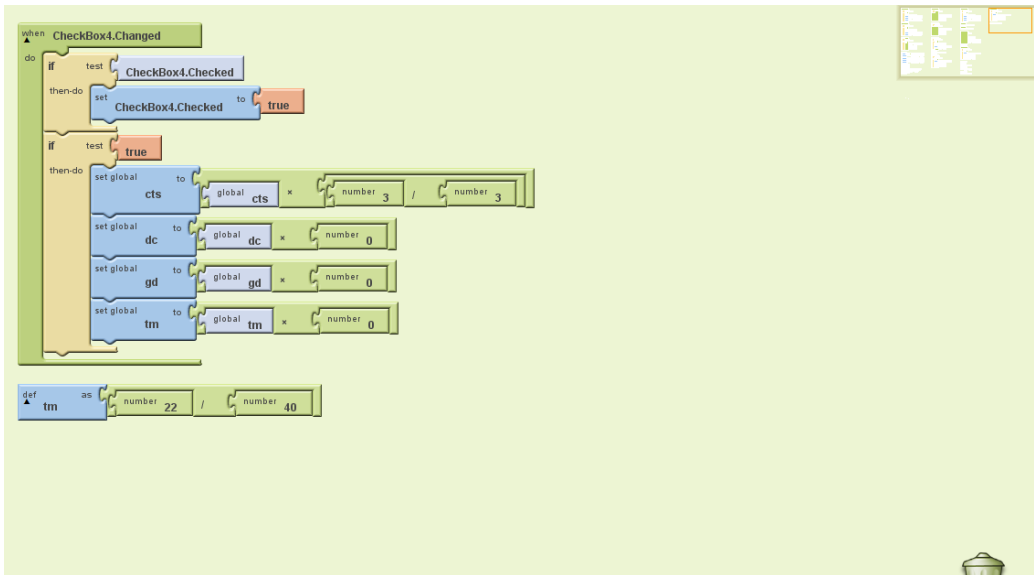 when CheckBox4.Changed
do if test CheckBox4.Checked
then-do set CheckBox4.Checked to true
if test true
then-do set global cts to global cts × number 3 / number 3
set global dc to global dc × number 0
set global gd to global gd × number 0
set global tm to global tm × number 0
def tm as number 22 / number 40